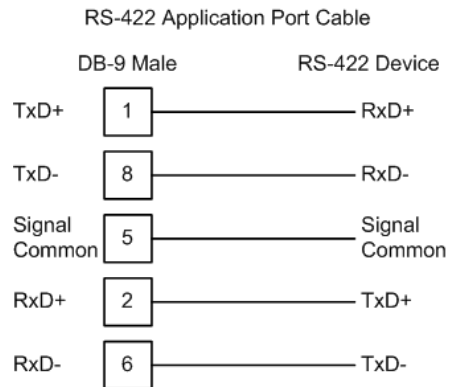 RS-422 Application Port Cable
DB-9 Male RS-422 Device
TxD+ 1 RxD+
TxD- 8 RxD-
Signal Common 5 Signal Common
RxD+ 2 TxD+
RxD- 6 TxD-